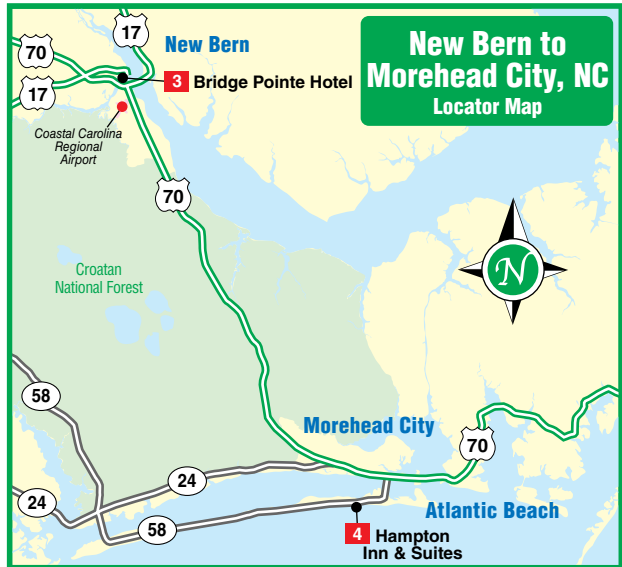 New Bern to
Morehead City, NC
Locator Map
17
70
New Bern
3 Bridge Pointe Hotel
17
Coastal Carolina
Regional
Airport
70
N
Croatan
National Forest
58
Morehead City
70
24
24
Atlantic Beach
58
4 Hampton
Inn & Suites